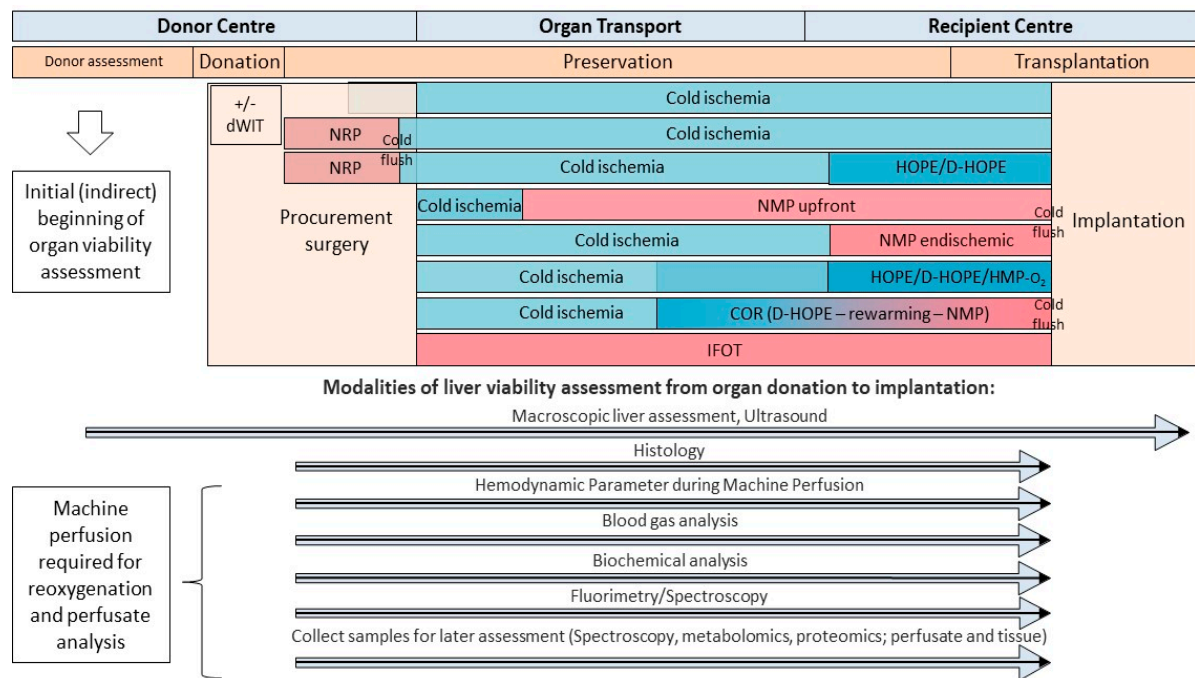 Donor Centre
Organ Transport
Recipient Centre
Donor assessment
Donation
Preservation
Transplantation
+/-
dWIT
Cold ischemia
NRP
Cold
flush
Cold ischemia
NRP
Cold ischemia
HOPE/D-HOPE
Initial (indirect)
beginning of
organ viability
assessment
Procurement
surgery
Cold ischemia
NMP upfront
Cold
flush
Implantation
Cold ischemia
NMP endischemic
Cold ischemia
HOPE/D-HOPE/HMP-O₂
Cold ischemia
COR (D-HOPE – rewarming – NMP)
Cold
flush
IFOT
Modalities of liver viability assessment from organ donation to implantation:
Macroscopic liver assessment, Ultrasound
Histology
Machine
perfusion
required for
reoxygenation
and perfusate
analysis
Hemodynamic Parameter during Machine Perfusion
Blood gas analysis
Biochemical analysis
Fluorimetry/Spectroscopy
Collect samples for later assessment (Spectroscopy, metabolomics, proteomics; perfusate and tissue)